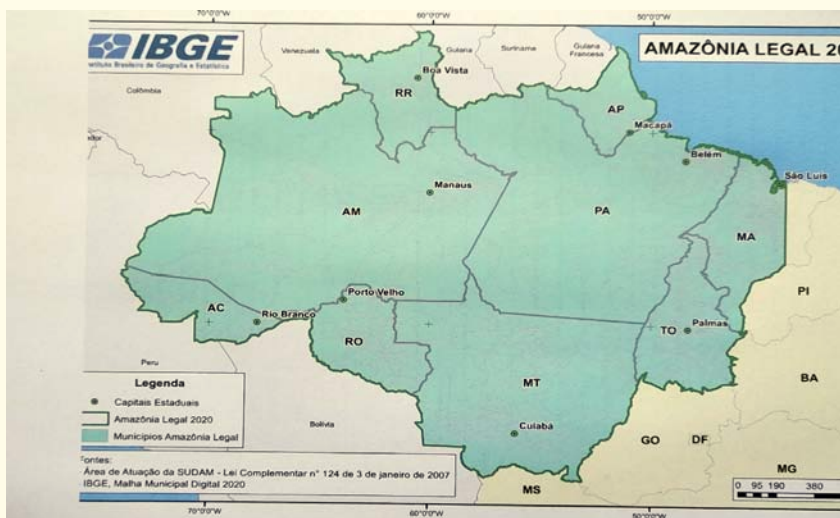 70°0'0"W
60°0'0"W
50°0'0"W
IBGE
Instituto Brasileiro de Geografia e Estatística
AMAZÔNIA LEGAL 20
Venezuela
Guiana
Suriname
Guiana
Francesa
Colômbia
Boa Vista
RR
AP
Macapá
Belém
São Luís
Manaus
AM
PA
MA
PI
Porto Velho
AC
Rio Branco
RO
TO
Palmas
Peru
MT
BA
Legenda
Capitais Estaduais
Amazônia Legal 2020
Municípios Amazônia Legal
Bolivia
Cuiabá
GO
DF
MG
MS
Fontes:
Área de Atuação da SUDAM - Lei Complementar n° 124 de 3 de janeiro de 2007
IBGE, Malha Municipal Digital 2020
0 95 190 380
70°0'0"W
60°0'0"W
50°0'0"W